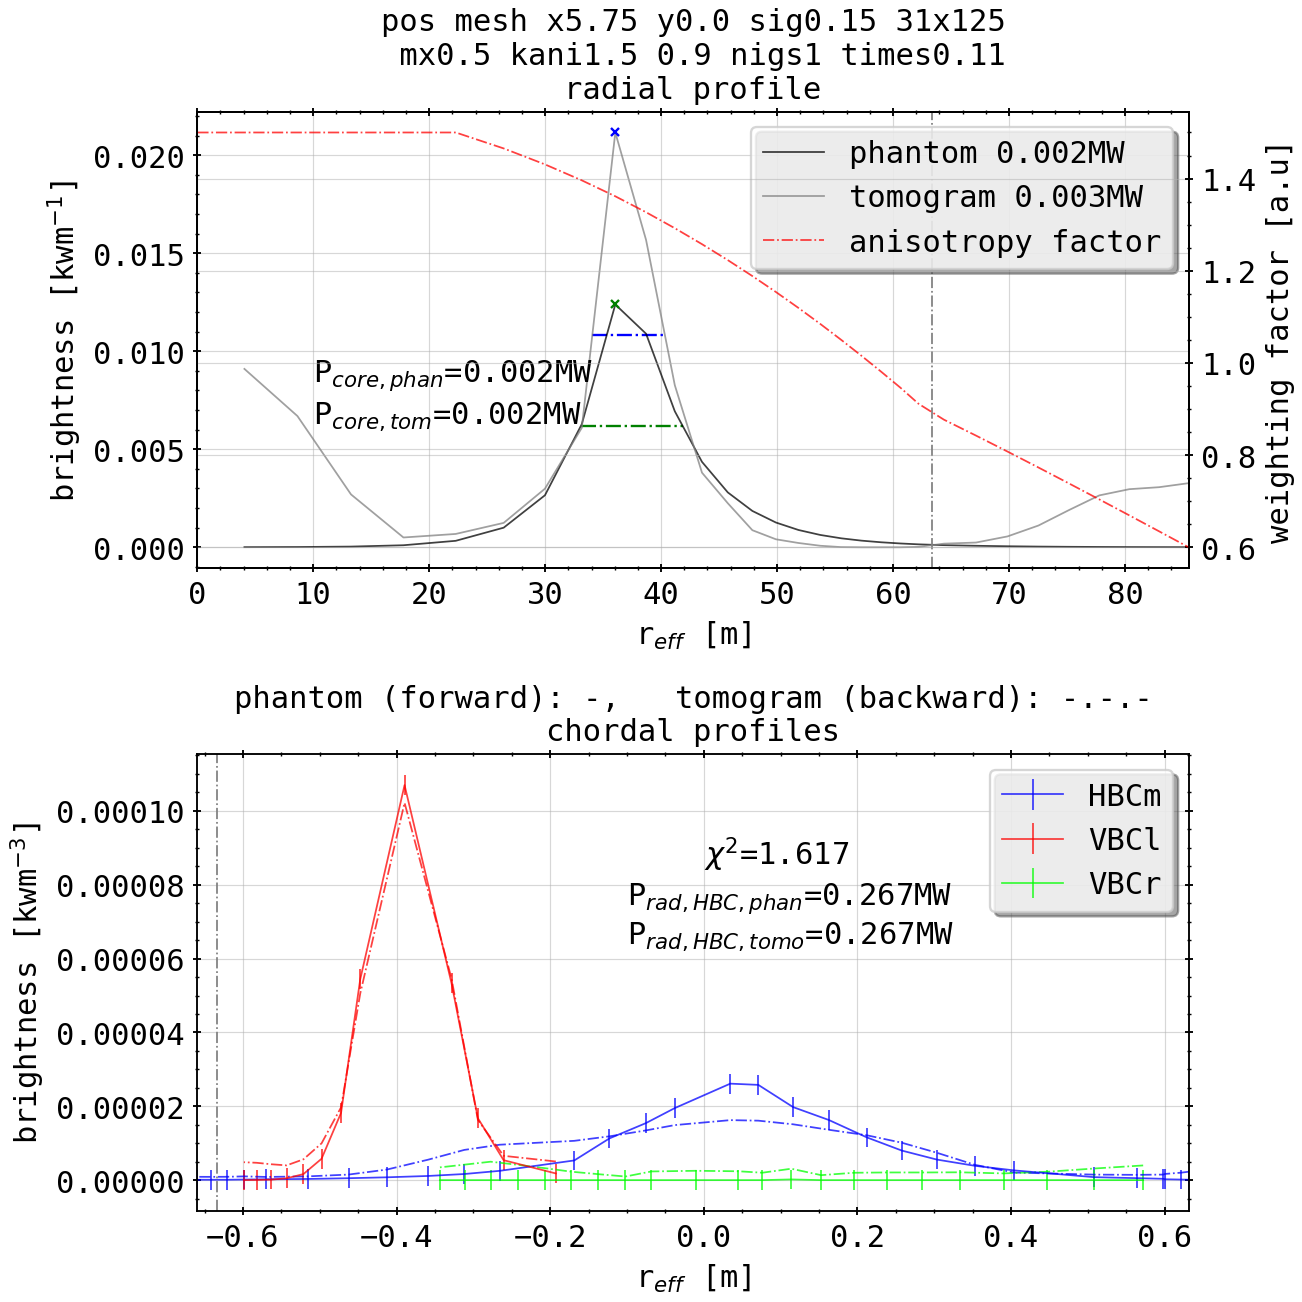 pos mesh x5.75 y0.0 sig0.15 31x125
mx0.5 kani1.5 0.9 nigs1 times0.11
radial profile
brightness [kwm⁻¹]
0.020
0.015
0.010
0.005
0.000
phantom 0.002MW
tomogram 0.003MW
anisotropy factor
P_core,phan=0.002MW
P_core,tom=0.002MW
1.4
1.2
1.0
0.8
0.6
weighting factor [a.u]
0 10 20 30 40 50 60 70 80
r_eff [m]
phantom (forward): -,   tomogram (backward): -.-.-
chordal profiles
brightness [kwm⁻³]
0.00010
0.00008
0.00006
0.00004
0.00002
0.00000
HBCm
VBCl
VBCr
χ²=1.617
P_rad,HBC,phan=0.267MW
P_rad,HBC,tomo=0.267MW
−0.6 −0.4 −0.2 0.0 0.2 0.4 0.6
r_eff [m]